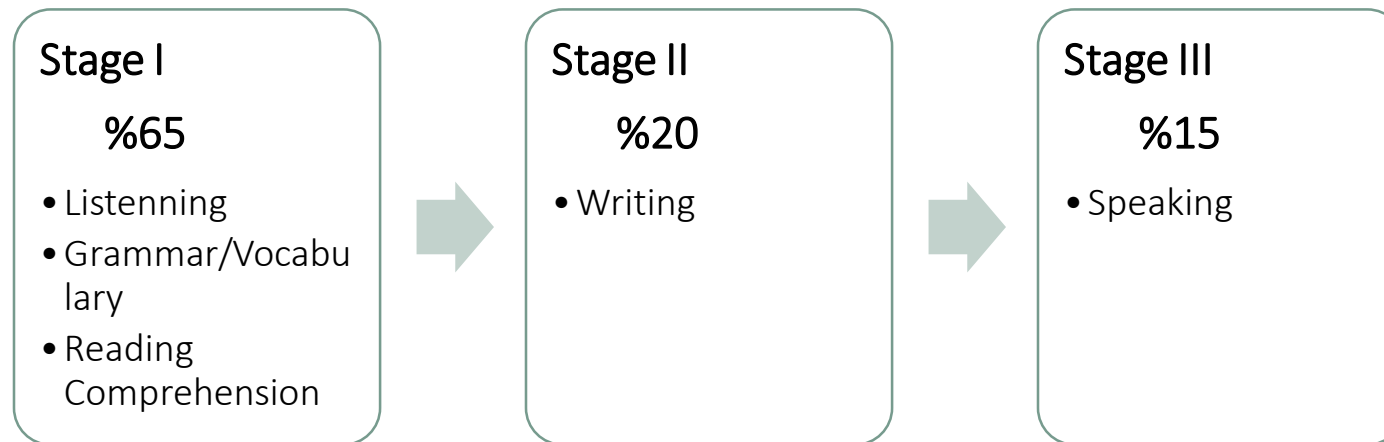 Stage I
%65
• Listenning
• Grammar/Vocabu
lary
• Reading
Comprehension
Stage II
%20
• Writing
Stage III
%15
• Speaking